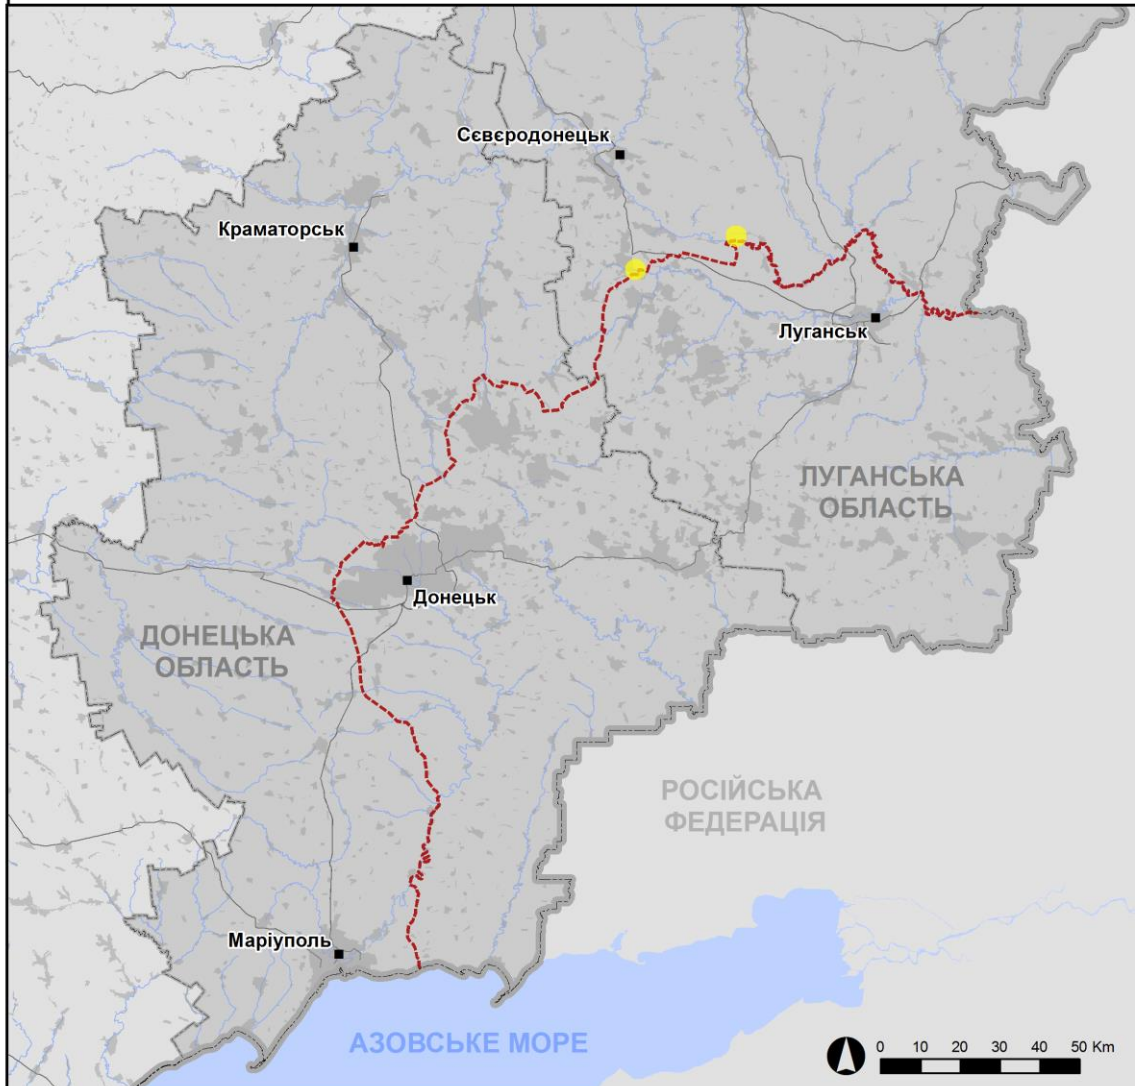 Сєвєродонецьк
Краматорськ
Луганськ
ЛУГАНСЬКА
ОБЛАСТЬ
Донецьк
ДОНЕЦЬКА
ОБЛАСТЬ
РОСІЙСЬКА
ФЕДЕРАЦІЯ
Маріуполь
АЗОВСЬКЕ МОРЕ
0 10 20 30 40 50 Km